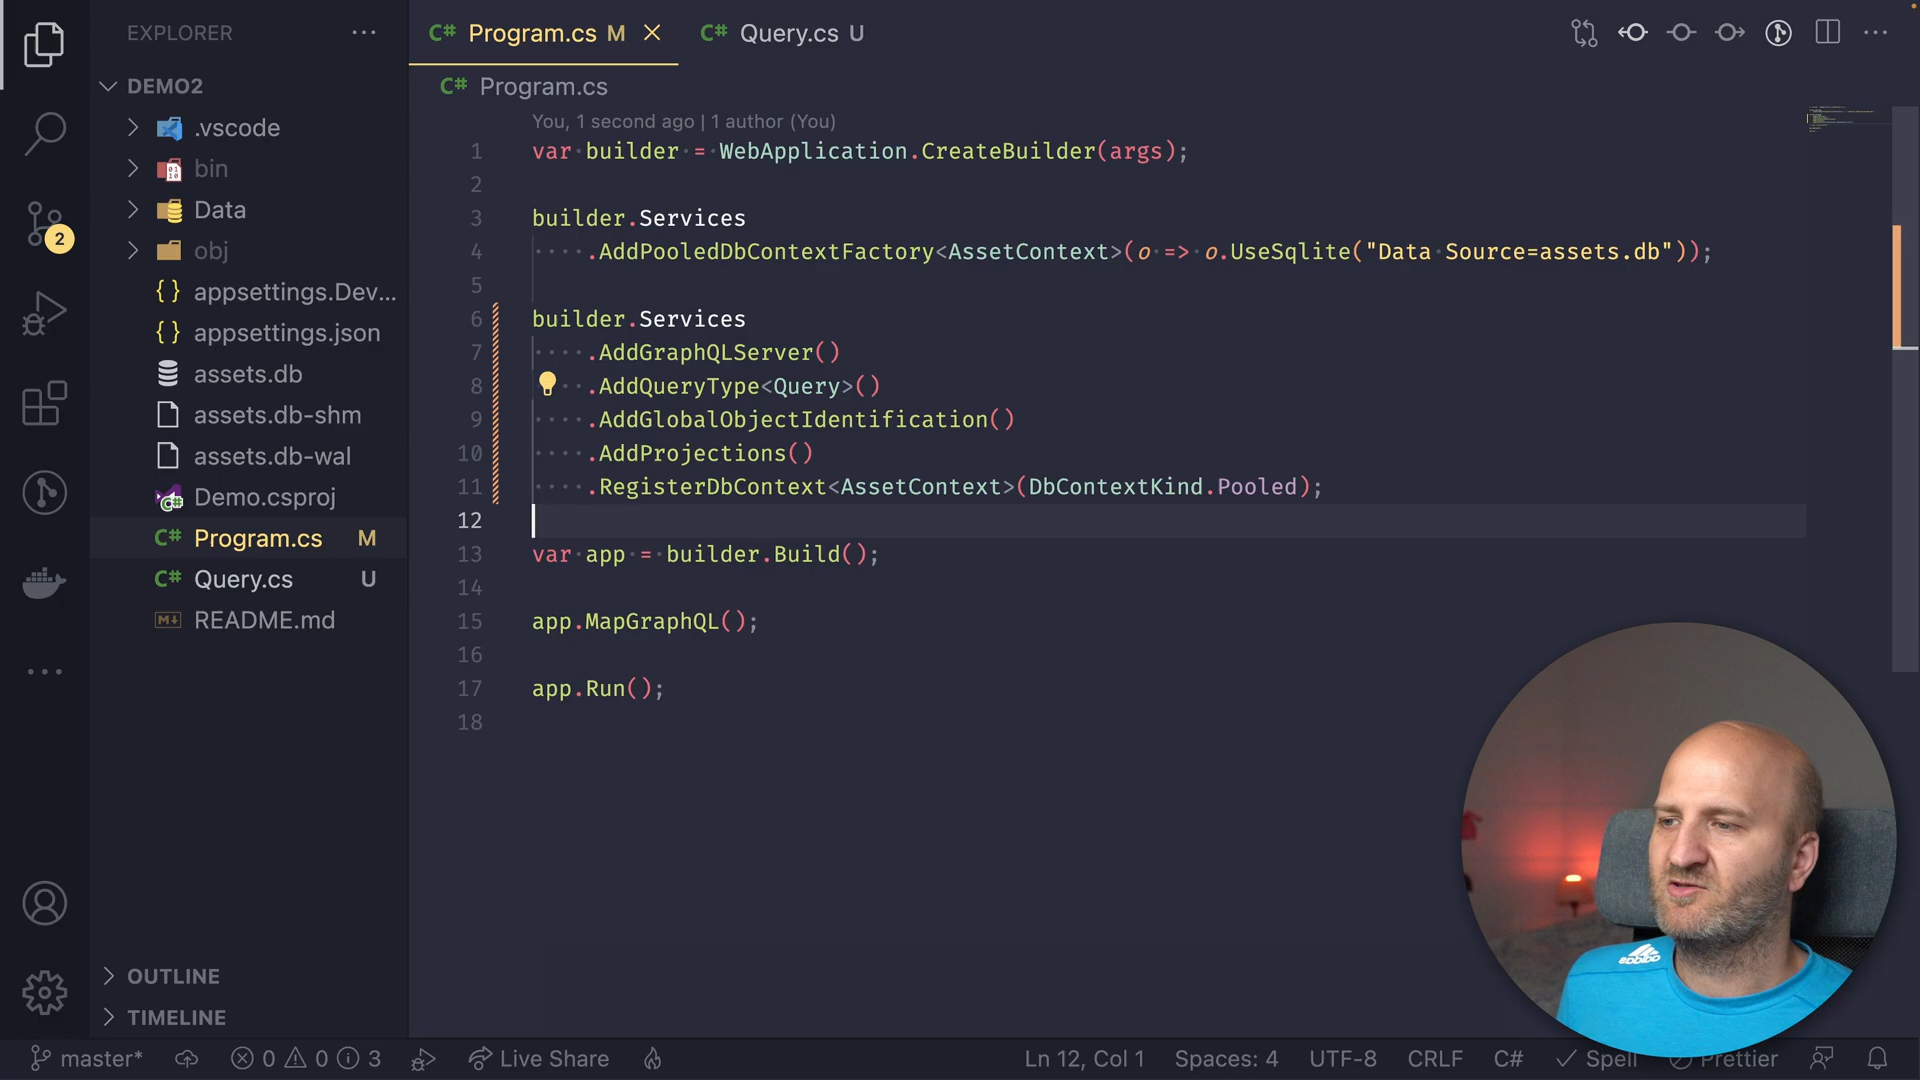 EXPLORER
DEMO2
.vscode
bin
Data
obj
appsettings.Dev...
appsettings.json
assets.db
assets.db-shm
assets.db-wal
Demo.csproj
Program.cs M
Query.cs U
README.md
OUTLINE
TIMELINE
2
C# Program.cs M
C# Query.cs U
C# Program.cs
You, 1 second ago | 1 author (You)
1 var builder = WebApplication.CreateBuilder(args);
2
3 builder.Services
4 .AddPooledDbContextFactory<AssetContext>(o => o.UseSqlite("Data Source=assets.db"));
5
6 builder.Services
7 .AddGraphQLServer()
8 .AddQueryType<Query>()
9 .AddGlobalObjectIdentification()
10 .AddProjections()
11 .RegisterDbContext<AssetContext>(DbContextKind.Pooled);
12
13 var app = builder.Build();
14
15 app.MapGraphQL();
16
17 app.Run();
18
adidas
master* 0 0 3 Live Share Ln 12, Col 1 Spaces: 4 UTF-8 CRLF C# Spell Prettier